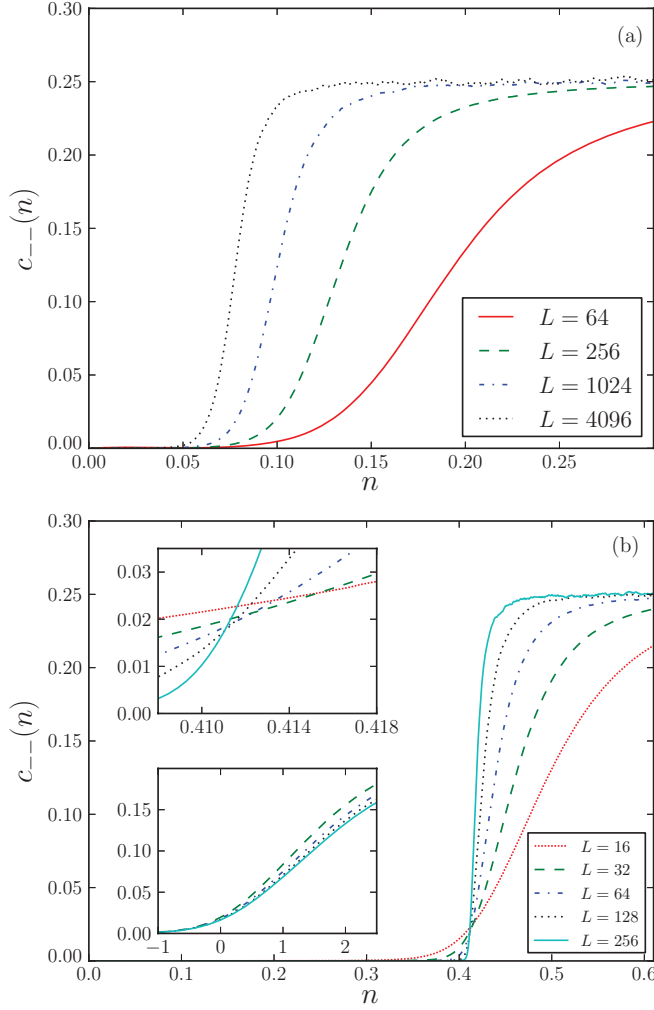 0.30
(a)
0.25
0.20
0.15
0.10
0.05
0.00
c_{--}(n)
L = 64
L = 256
L = 1024
L = 4096
0.00 0.05 0.10 0.15 0.20 0.25
n
0.30
(b)
0.25
0.20
0.15
0.10
0.05
0.00
c_{--}(n)
0.03
0.02
0.01
0.00
0.410 0.414 0.418
0.15
0.10
0.05
0.00
−1 0 1 2
L = 16
L = 32
L = 64
L = 128
L = 256
0.0 0.1 0.2 0.3 0.4 0.5 0.6
n